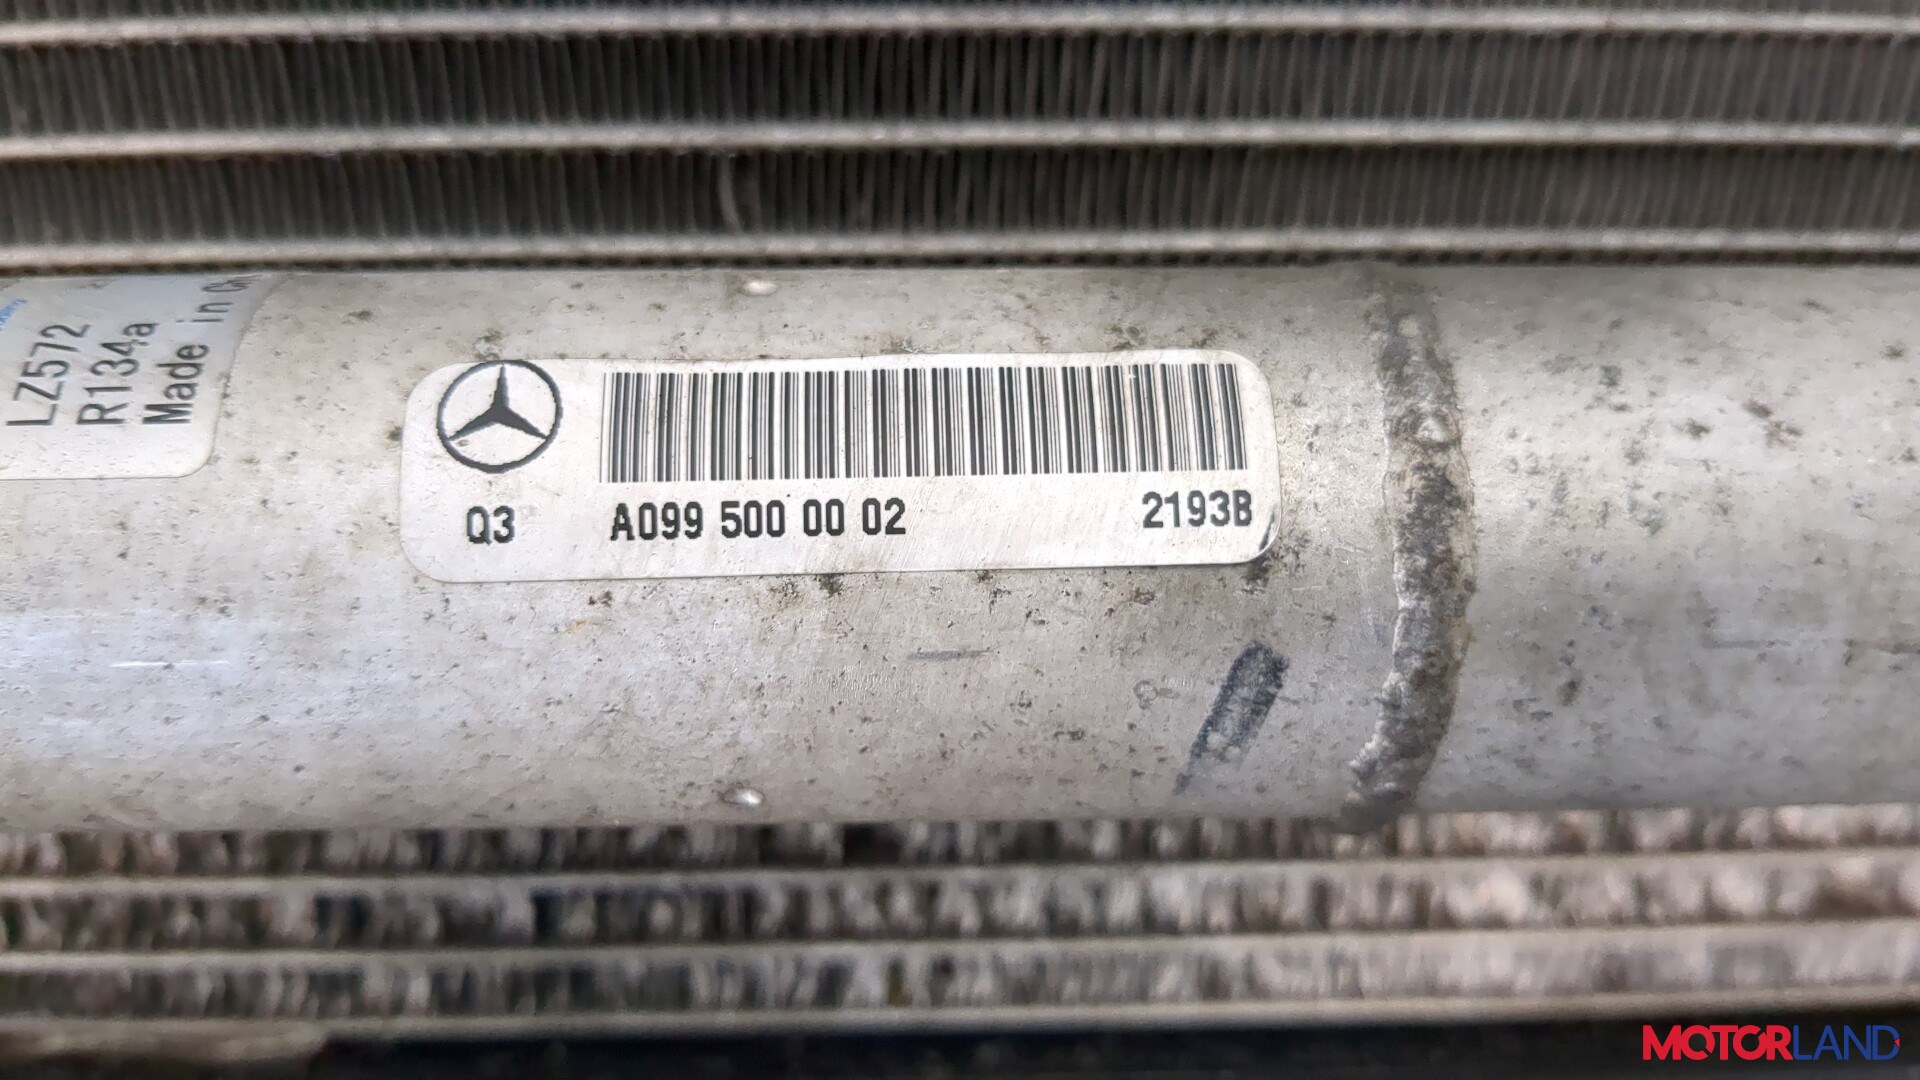 LZ572
R134a
Made in
Q3 A099 500 00 02 2193B
MOTORLAND